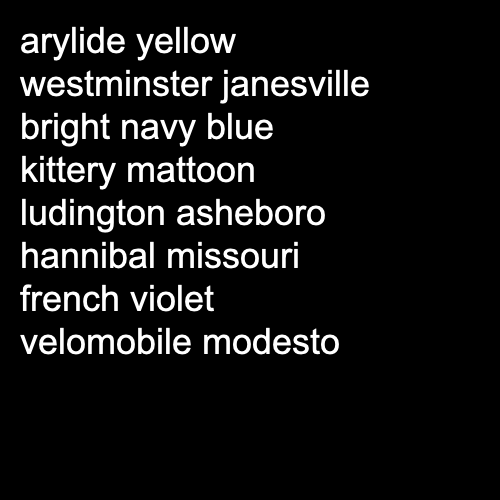 arylide yellow
westminster janesville
bright navy blue
kittery mattoon
ludington asheboro
hannibal missouri
french violet
velomobile modesto